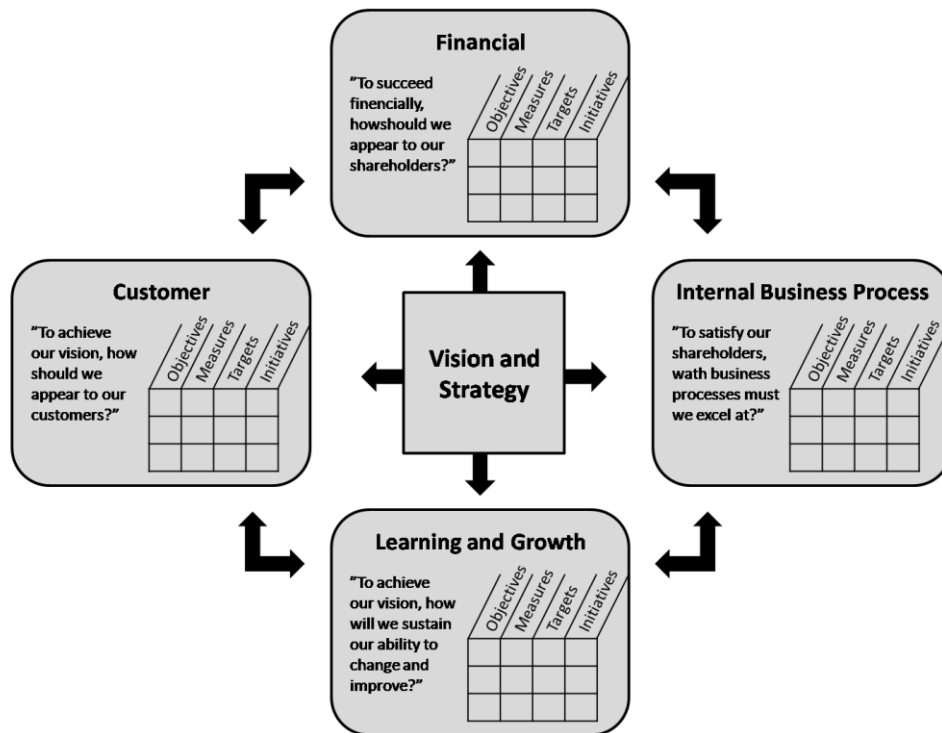 Financial
”To succeed
finencially,
howshould we
appear to our
shareholders?”
Objectives
Measures
Targets
Initiatives
Customer
”To achieve
our vision, how
should we
appear to our
customers?”
Objectives
Measures
Targets
Initiatives
Vision and
Strategy
Internal Business Process
”To satisfy our
shareholders,
wath business
processes must
we excel at?”
Objectives
Measures
Targets
Initiatives
Learning and Growth
”To achieve
our vision, how
will we sustain
our ability to
change and
improve?”
Objectives
Measures
Targets
Initiatives